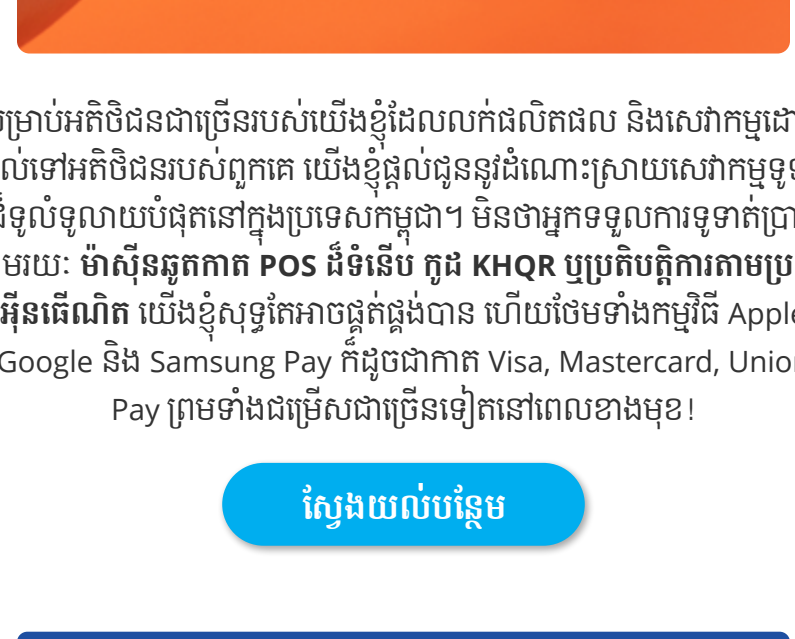 ម្រាប់អតិថិជនជាច្រើនរបស់យើងខ្ញុំដែលលក់ផលិតផល និងសេវាកម្មដោ
ល់ទៅអតិថិជនរបស់ពួកគេ យើងខ្ញុំផ្តល់ជូននូវដំណោះស្រាយសេវាកម្មទូទ
ដ៏ទូលំទូលាយបំផុតនៅក្នុងប្រទេសកម្ពុជា។ មិនថាអ្នកទទួលការទូទាត់ប្រា
មរយៈ ម៉ាស៊ីនឆូតកាត POS ដ៏ទំនើប កូដ KHQR ឬប្រតិបត្តិការតាមប្រ
អ៊ីនធើណិត យើងខ្ញុំសុទ្ធតែអាចផ្គត់ផ្គង់បាន ហើយថែមទាំងកម្មវិធី Apple
Google និង Samsung Pay ក៏ដូចជាកាត Visa, Mastercard, Union
Pay ព្រមទាំងជម្រើសជាច្រើនទៀតនៅពេលខាងមុខ!
ស្វែងយល់បន្ថែម